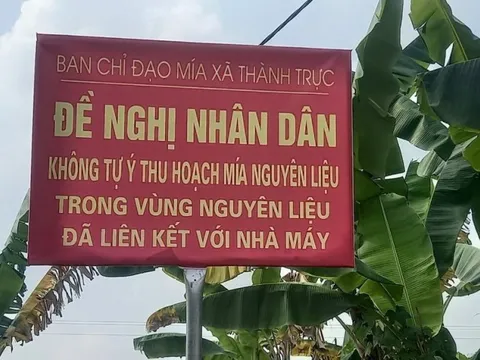 BAN CHỈ ĐẠO MÍA XÃ THÀNH TRỰC
ĐỀ NGHỊ NHÂN DÂN
KHÔNG TỰ Ý THU HOẠCH MÍA NGUYÊN LIỆU
TRONG VÙNG NGUYÊN LIỆU
ĐÃ LIÊN KẾT VỚI NHÀ MÁY